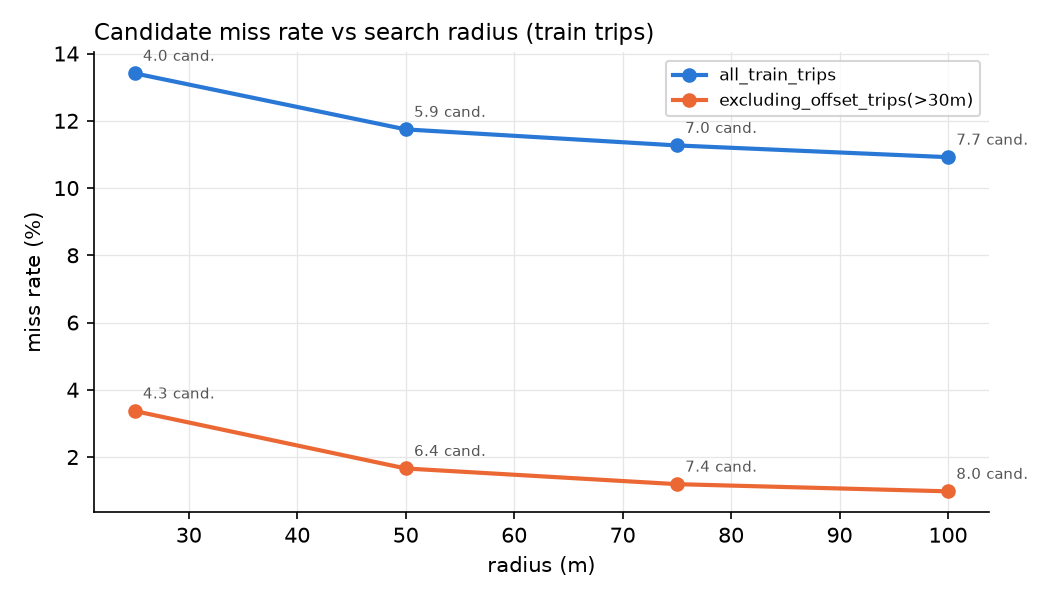 Candidate miss rate vs search radius (train trips)
14
12
10
8
6
4
2
miss rate (%)
4.0 cand.
5.9 cand.
7.0 cand.
7.7 cand.
4.3 cand.
6.4 cand.
7.4 cand.
8.0 cand.
all_train_trips
excluding_offset_trips(>30m)
30 40 50 60 70 80 90 100
radius (m)